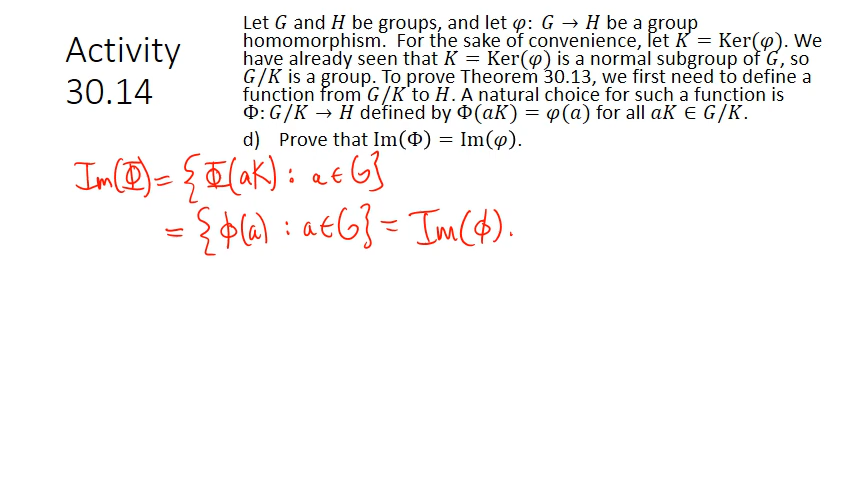 Activity
30.14
Let G and H be groups, and let φ: G → H be a group
homomorphism. For the sake of convenience, let K = Ker(φ). We
have already seen that K = Ker(φ) is a normal subgroup of G, so
G/K is a group. To prove Theorem 30.13, we first need to define a
function from G/K to H. A natural choice for such a function is
Φ: G/K → H defined by Φ(aK) = φ(a) for all aK ∈ G/K.
d) Prove that Im(Φ) = Im(φ).
Im(Φ) = { Φ(aK) : a ∈ G}
= { ϕ(a) : a ∈ G} = Im(ϕ).